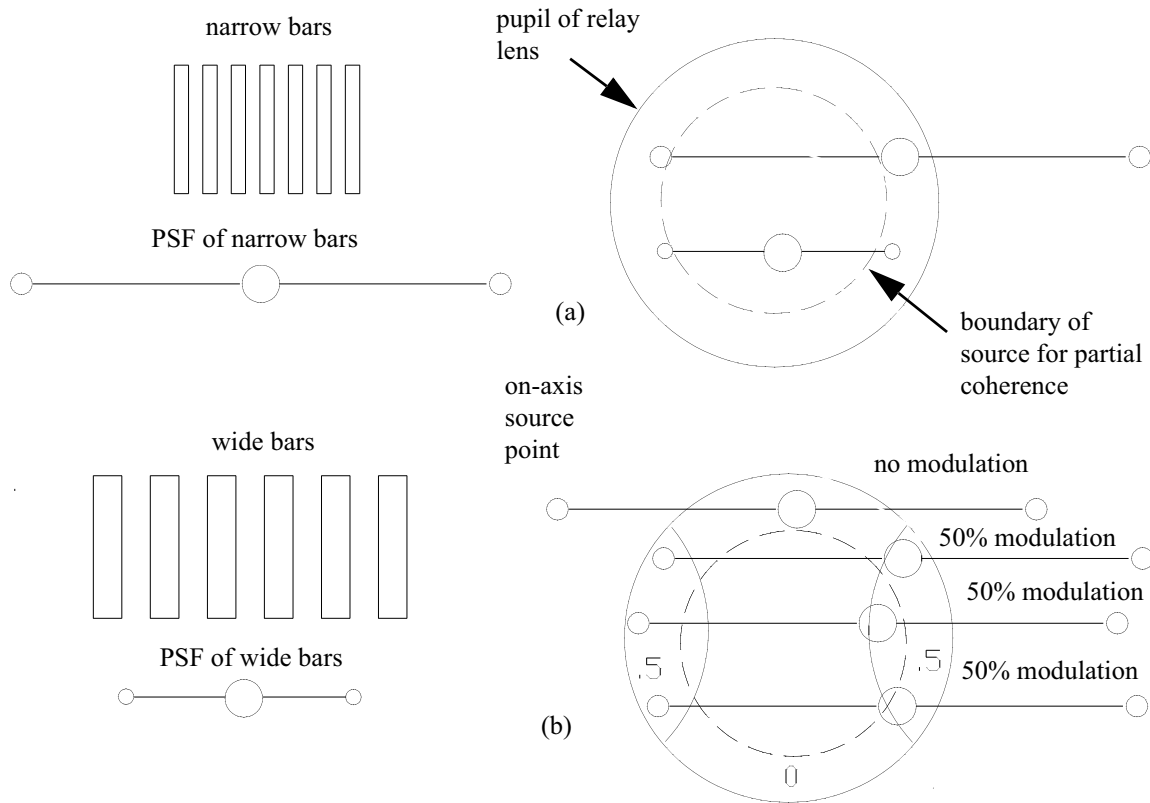 narrow bars
PSF of narrow bars
pupil of relay
lens
(a)
boundary of
source for partial
coherence
on-axis
source
point
wide bars
PSF of wide bars
no modulation
50% modulation
50% modulation
50% modulation
.5
.5
0
(b)